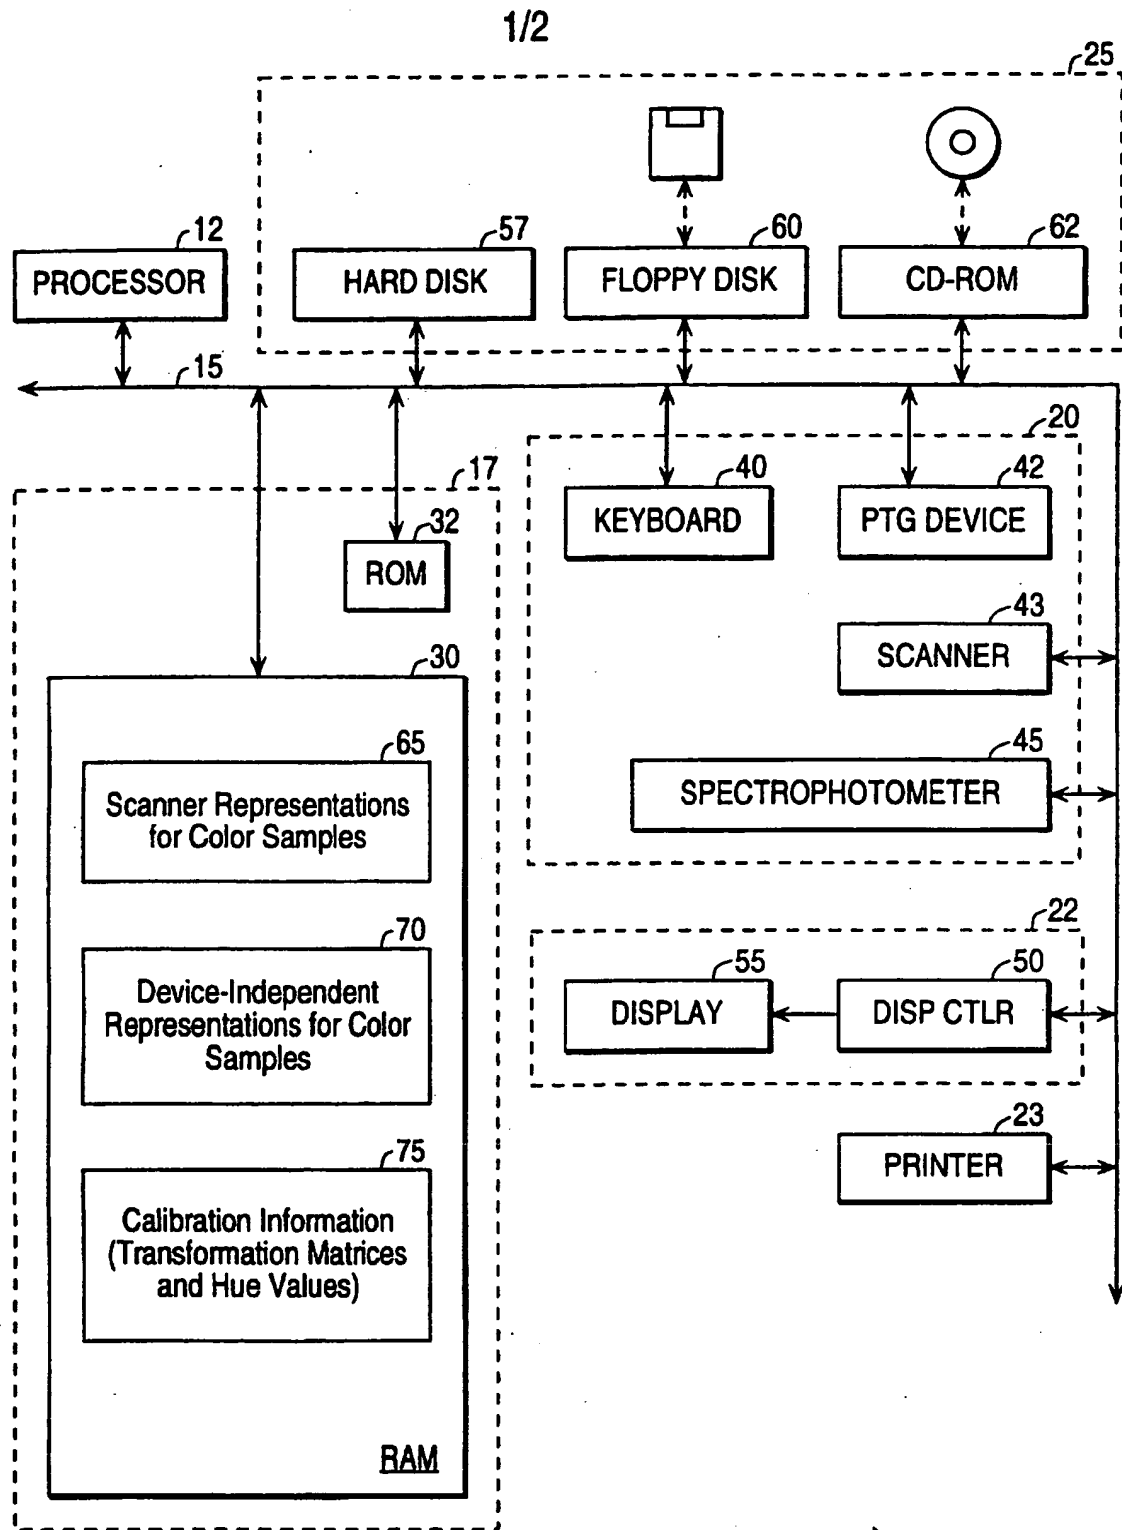 1/2
25
12
57
60
62
PROCESSOR
HARD DISK
FLOPPY DISK
CD-ROM
15
20
17
40
42
32
KEYBOARD
PTG DEVICE
ROM
43
30
SCANNER
65
45
Scanner Representations
for Color Samples
SPECTROPHOTOMETER
70
22
55
50
Device-Independent
Representations for Color
Samples
DISPLAY
DISP CTLR
23
75
PRINTER
Calibration Information
(Transformation Matrices
and Hue Values)
RAM